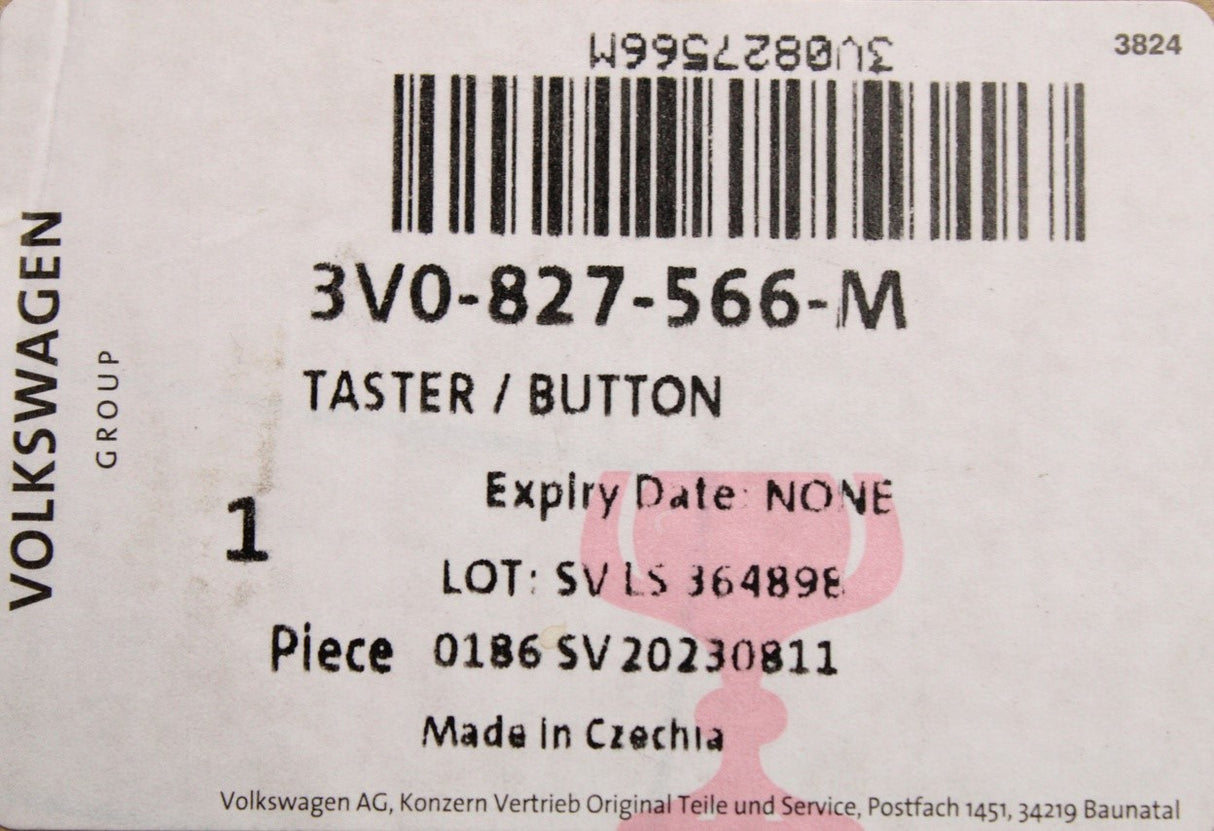 3824
3V0827566M
3V0-827-566-M
TASTER / BUTTON
Expiry Date: NONE
1
LOT: SV LS 364898
Piece 0186 SV 20230811
Made in Czechia
Volkswagen AG, Konzern Vertrieb Original Teile und Service, Postfach 1451, 34219 Baunatal
VOLKSWAGEN
GROUP